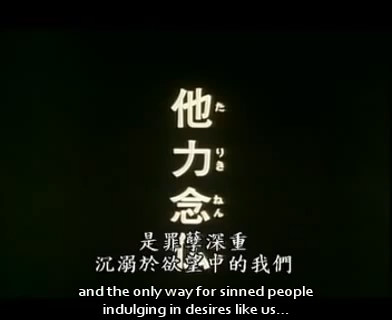 他力念
た
りき
ねん
是罪孽深重
沉溺於欲望中的我們
and the only way for sinned people
indulging in desires like us...